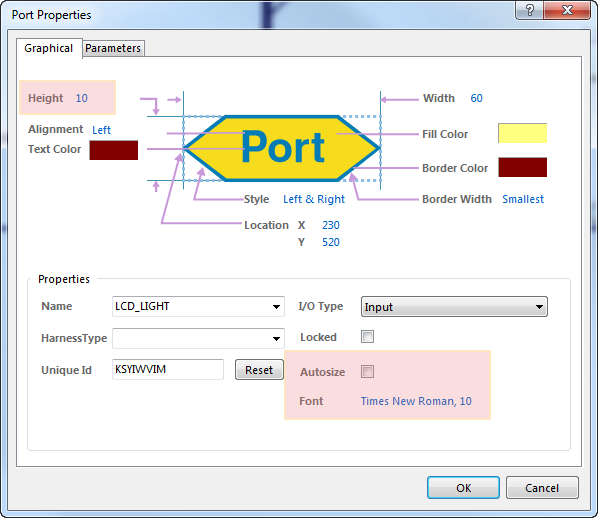 Port Properties
Graphical Parameters
Height 10
Width 60
Alignment Left
Text Color
Port
Fill Color
Border Color
Style Left & Right
Border Width Smallest
Location X 230
Y 520
Properties
Name LCD_LIGHT I/O Type Input
HarnessType Locked
Unique Id KSYIWVIM Reset Autosize
Font Times New Roman, 10
OK Cancel